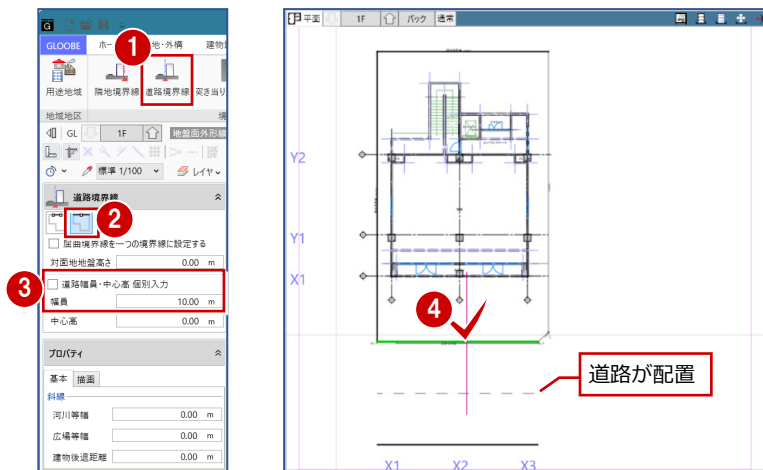 G
GLOOBE ホー 地・外構 建物
1
用途地域 隣地境界線 道路境界線 突き当り
地域地区 境
GL 1F 地盤面外形線
標準 1/100 レイヤ
道路境界線
2
屈曲境界線を一つの境界線に設定する
対面地地盤高さ 0.00 m
3
道路幅員・中心高 個別入力
幅員 10.00 m
中心高 0.00 m
プロパティ
基本 描画
斜線
河川等幅 0.00 m
広場等幅 0.00 m
建物後退距離 0.00 m
平面 1F バック 通常
Y2
Y1
X1
4
道路が配置
X1 X2 X3